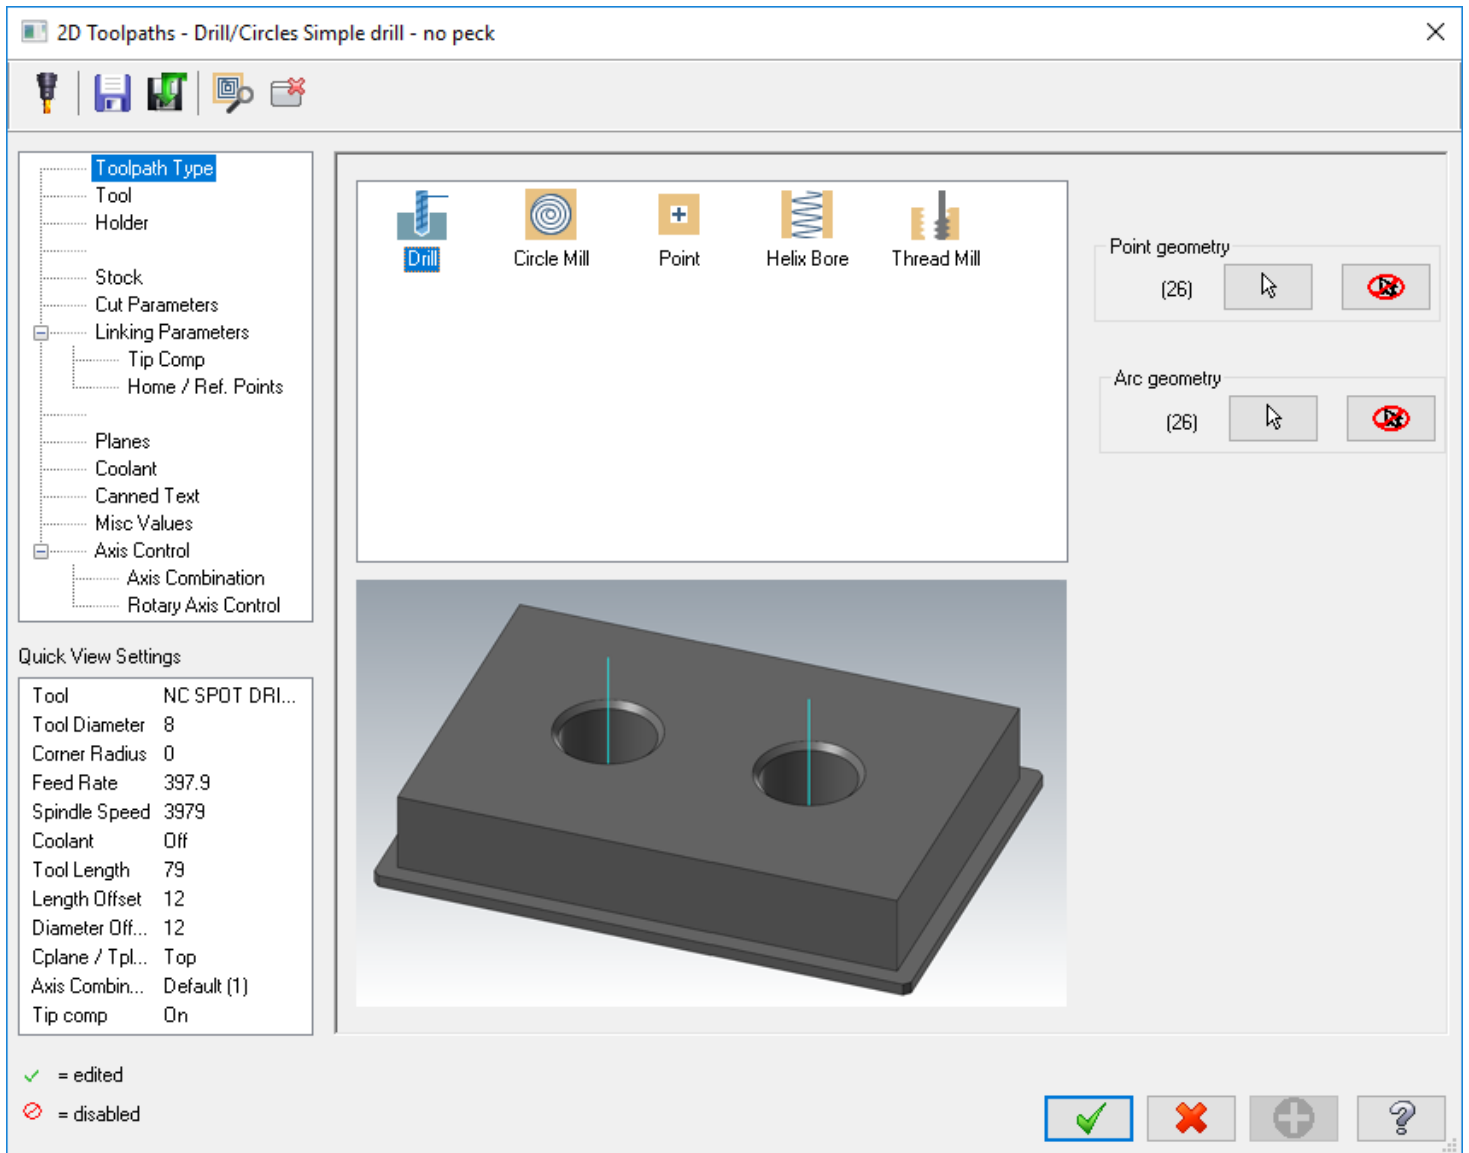 2D Toolpaths - Drill/Circles Simple drill - no peck
Toolpath Type
Tool
Holder
Stock
Cut Parameters
Linking Parameters
Tip Comp
Home / Ref. Points
Planes
Coolant
Canned Text
Misc Values
Axis Control
Axis Combination
Rotary Axis Control
Drill
Circle Mill
Point
Helix Bore
Thread Mill
Point geometry
(26)
Arc geometry
(26)
Quick View Settings
Tool NC SPOT DRI...
Tool Diameter 8
Corner Radius 0
Feed Rate 397.9
Spindle Speed 3979
Coolant Off
Tool Length 79
Length Offset 12
Diameter Off... 12
Cplane / Tpl... Top
Axis Combin... Default (1)
Tip comp On
= edited
= disabled